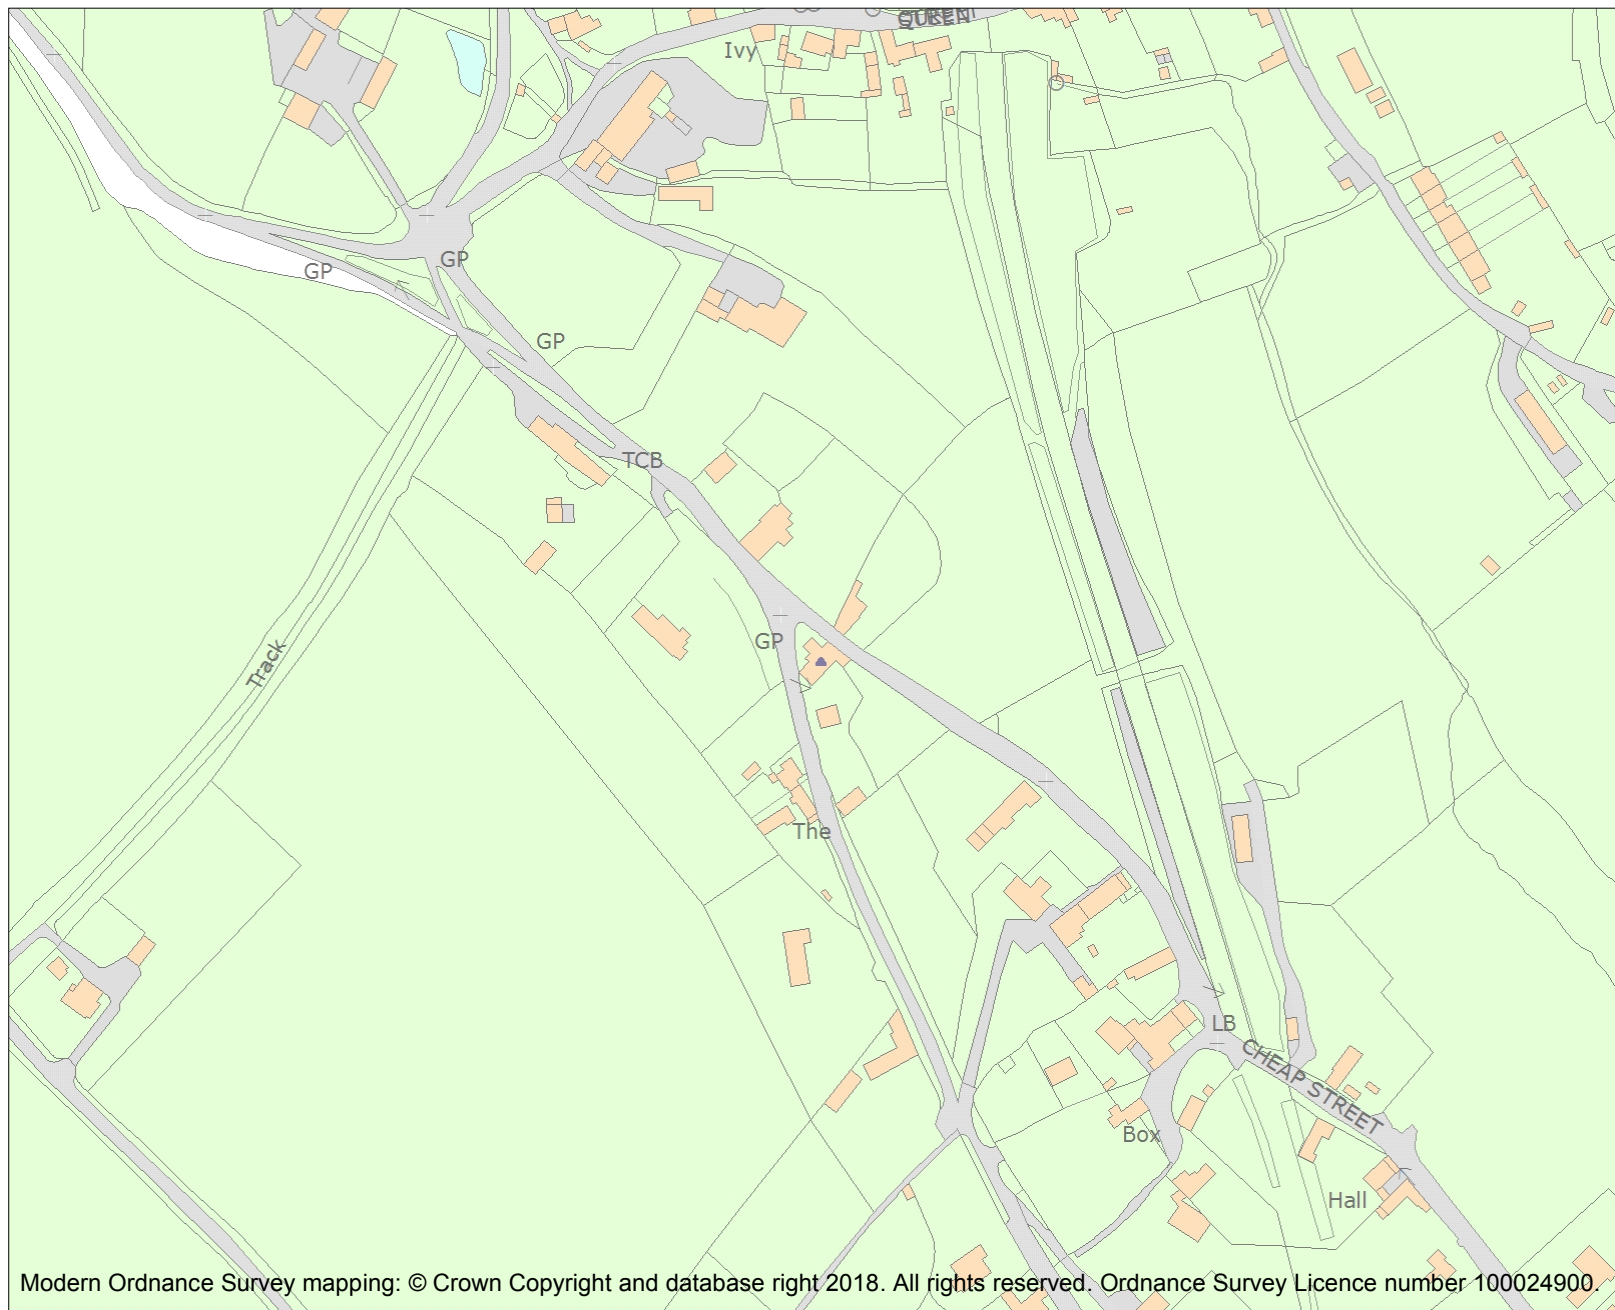 QUEEN
Ivy
GP
GP
GP
TCB
GP
Track
The
LB
CHEAP STREET
Box
Hall
Modern Ordnance Survey mapping: © Crown Copyright and database right 2018. All rights reserved. Ordnance Survey Licence number 100024900.